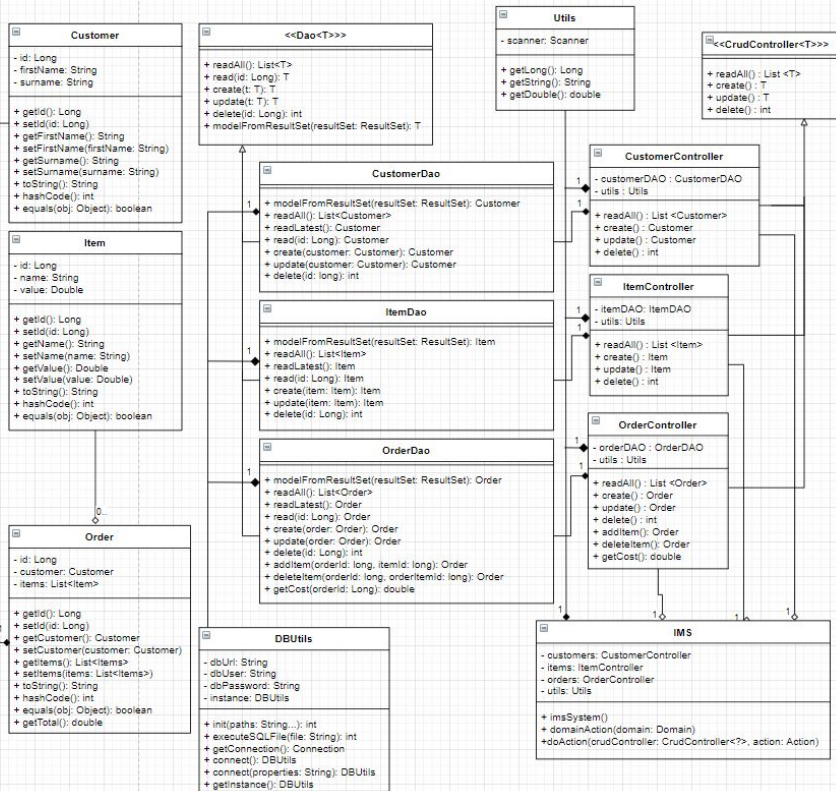 Customer
- id: Long
- firstName: String
- surname: String
+ getId(): Long
+ setId(id: Long)
+ getFirstName(): String
+ setFirstName(firstName: String)
+ getSurname(): String
+ setSurname(surname: String)
+ toString(): String
+ hashCode(): int
+ equals(obj: Object): boolean
<<Dao<T>>>
+ readAll(): List<T>
+ read(id: Long): T
+ create(t: T): T
+ update(t: T): T
+ delete(id: Long): int
+ modelFromResultSet(resultSet: ResultSet): T
Utils
- scanner: Scanner
+ getLong(): Long
+ getString(): String
+ getDouble(): double
<<CrudController<T>>>
+ readAll() : List <T>
+ create() : T
+ update() : T
+ delete() : int
CustomerDao
+ modelFromResultSet(resultSet: ResultSet): Customer
+ readAll(): List<Customer>
+ readLatest(): Customer
+ read(id: Long): Customer
+ create(customer: Customer): Customer
+ update(customer: Customer): Customer
+ delete(id: long): int
1
CustomerController
- customerDAO : CustomerDAO
- utils : Utils
+ readAll() : List <Customer>
+ create() : Customer
+ update() : Customer
+ delete() : int
1
1
Item
- id: Long
- name: String
- value: Double
+ getId(): Long
+ setId(id: Long)
+ getName(): String
+ setName(name: String)
+ getValue(): Double
+ setValue(value: Double)
+ toString(): String
+ hashCode(): int
+ equals(obj: Object): boolean
ItemDao
+ modelFromResultSet(resultSet: ResultSet): Item
+ readAll(): List<Item>
+ readLatest(): Item
+ read(id: Long): Item
+ create(item: Item): Item
+ update(item: Item): Item
+ delete(id: Long): int
1
ItemController
- itemDAO: ItemDAO
- utils: Utils
+ readAll() : List <Item>
+ create() : Item
+ update() : Item
+ delete() : int
1
1
OrderDao
+ modelFromResultSet(resultSet: ResultSet): Order
+ readAll(): List<Order>
+ readLatest(): Order
+ read(id: Long): Order
+ create(order: Order): Order
+ update(order: Order): Order
+ delete(id: Long): int
+ addItem(orderId: long, itemId: long): Order
+ deleteItem(orderId: long, orderItemId: long): Order
+ getCost(orderId: Long): double
1
OrderController
- orderDAO : OrderDAO
- utils : Utils
+ readAll() : List <Order>
+ create() : Order
+ update() : Order
+ delete() : int
+ addItem(): Order
+ deleteItem(): Order
+ getCost(): double
1
1
0..
Order
- id: Long
- customer: Customer
- items: List<Item>
+ getId(): Long
+ setId(id: Long)
+ getCustomer(): Customer
+ setCustomer(customer: Customer)
+ getItems(): List<Items>
+ setItems(items: List<Items>)
+ toString(): String
+ hashCode(): int
+ equals(obj: Object): boolean
+ getTotal(): double
DBUtils
- dbUrl: String
- dbUser: String
- dbPassword: String
- instance: DBUtils
+ init(paths: String...): int
+ executeSQLFile(file: String): int
+ getConnection(): Connection
+ connect(): DBUtils
+ connect(properties: String): DBUtils
+ getInstance(): DBUtils
1
1
1
1
IMS
- customers: CustomerController
- items: ItemController
- orders: OrderController
- utils: Utils
+ imsSystem()
+ domainAction(domain: Domain)
+doAction(crudController: CrudController<?>, action: Action)